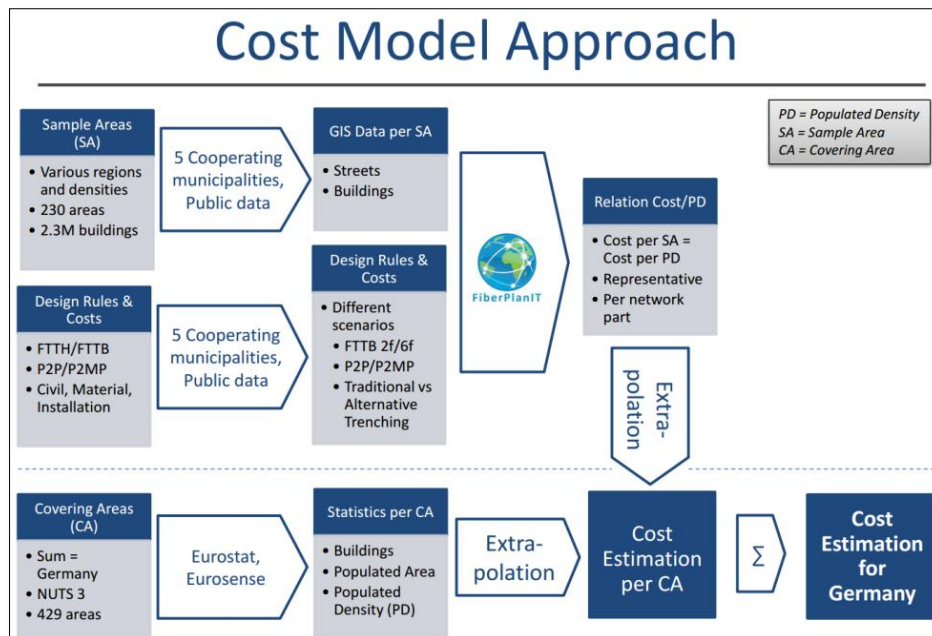 Cost Model Approach
PD = Populated Density
SA = Sample Area
CA = Covering Area
Sample Areas
(SA)
• Various regions
and densities
• 230 areas
• 2.3M buildings
5 Cooperating
municipalities,
Public data
GIS Data per SA
• Streets
• Buildings
Design Rules &
Costs
• FTTH/FTTB
• P2P/P2MP
• Civil, Material,
Installation
5 Cooperating
municipalities,
Public data
Design Rules &
Costs
• Different
scenarios
• FTTB 2f/6f
• P2P/P2MP
• Traditional vs
Alternative
Trenching
FiberPlanIT
Relation Cost/PD
• Cost per SA =
Cost per PD
• Representative
• Per network
part
Extra-
polation
Covering Areas
(CA)
• Sum =
Germany
• NUTS 3
• 429 areas
Eurostat,
Eurosense
Statistics per CA
• Buildings
• Populated Area
• Populated
Density (PD)
Extra-
polation
Cost
Estimation
per CA
Σ
Cost
Estimation
for
Germany